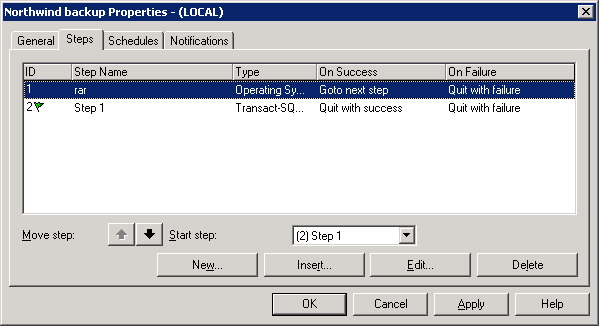 Northwind backup Properties - (LOCAL)
General Steps Schedules Notifications
ID Step Name Type On Success On Failure
1 rar Operating Sy... Goto next step Quit with failure
2 Step 1 Transact-SQ... Quit with success Quit with failure
Move step: Start step: (2) Step 1
New... Insert... Edit... Delete
OK Cancel Apply Help